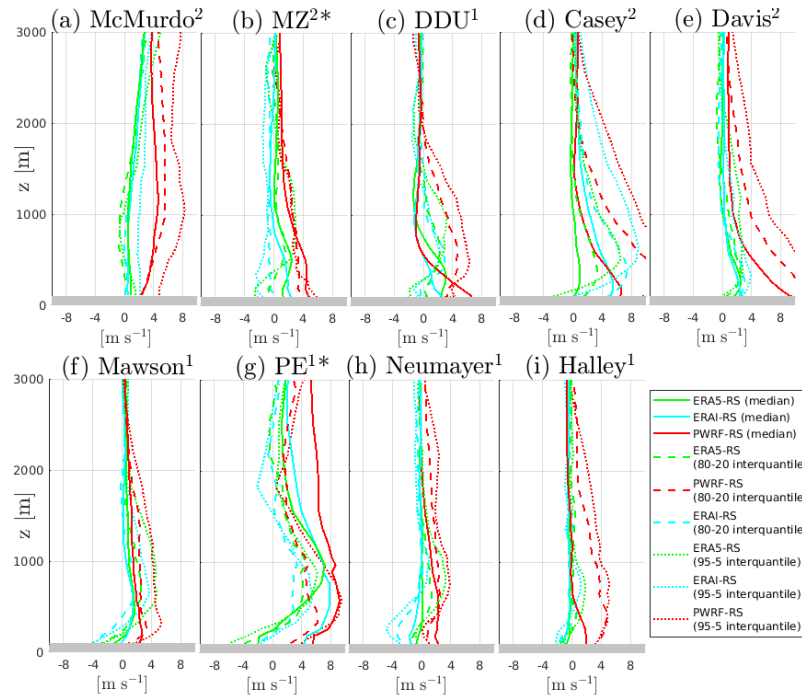 (a) McMurdo²
(b) MZ²*
(c) DDU¹
(d) Casey²
(e) Davis²
3000
2000
1000
0
z [m]
-8 -4 0 4 8
-8 -4 0 4 8
-8 -4 0 4 8
-8 -4 0 4 8
-8 -4 0 4 8
[m s⁻¹]
[m s⁻¹]
[m s⁻¹]
[m s⁻¹]
[m s⁻¹]
(f) Mawson¹
(g) PE¹*
(h) Neumayer¹
(i) Halley¹
3000
2000
1000
0
z [m]
-8 -4 0 4 8
-8 -4 0 4 8
-8 -4 0 4 8
-8 -4 0 4 8
[m s⁻¹]
[m s⁻¹]
[m s⁻¹]
[m s⁻¹]
ERA5-RS (median)
ERAI-RS (median)
PWRF-RS (median)
ERA5-RS
(80-20 interquantile)
PWRF-RS
(80-20 interquantile)
ERAI-RS
(80-20 interquantile)
ERA5-RS
(95-5 interquantile)
ERAI-RS
(95-5 interquantile)
PWRF-RS
(95-5 interquantile)